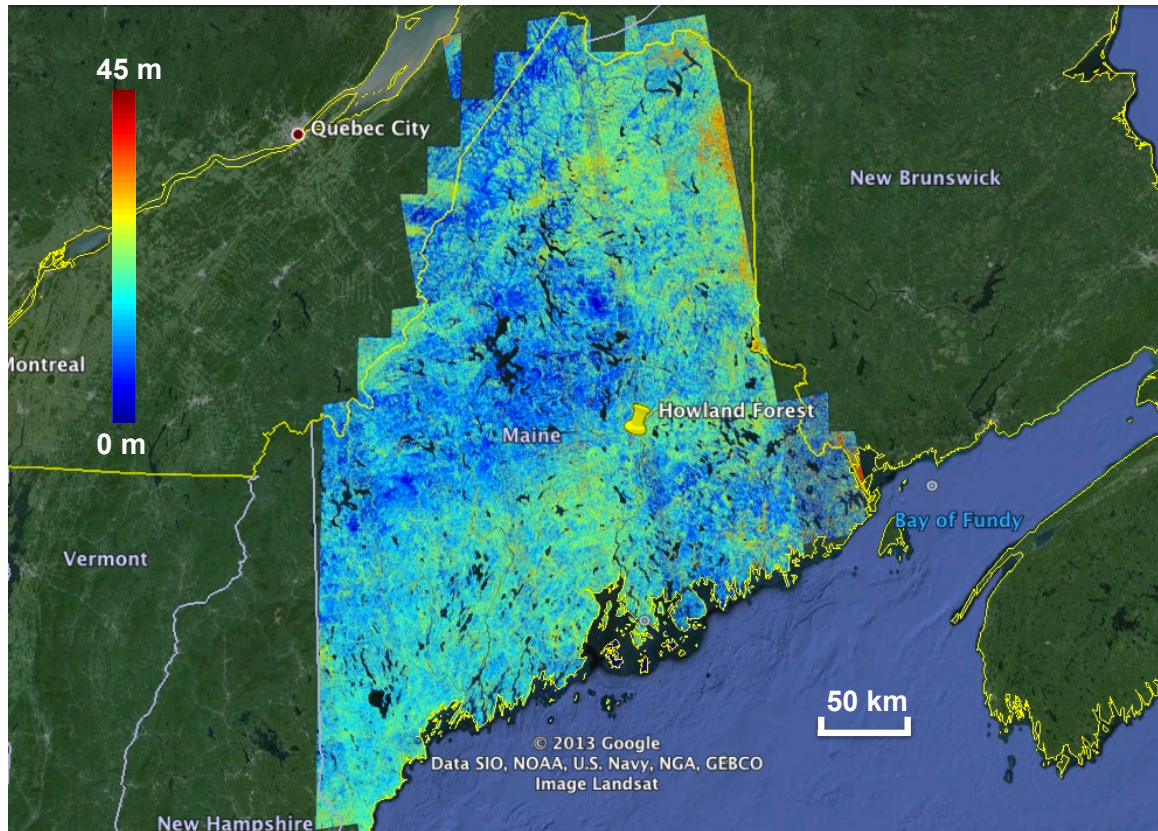 45 m
Quebec City
New Brunswick
Montreal
Howland Forest
0 m
Maine
Bay of Fundy
Vermont
50 km
© 2013 Google
Data SIO, NOAA, U.S. Navy, NGA, GEBCO
Image Landsat
New Hampshire